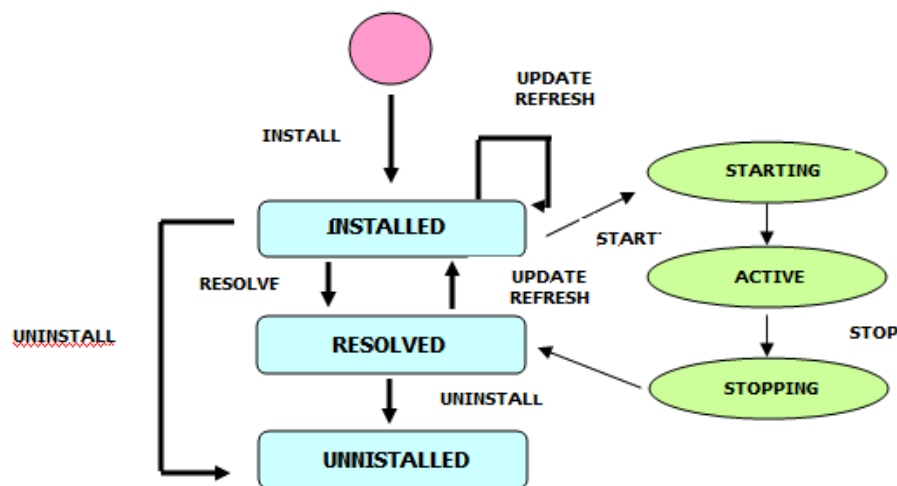 UPDATE
REFRESH
INSTALL
STARTING
INSTALLED
START
RESOLVE
UPDATE
REFRESH
ACTIVE
UNINSTALL
RESOLVED
STOP
STOPPING
UNINSTALL
UNNISTALLED